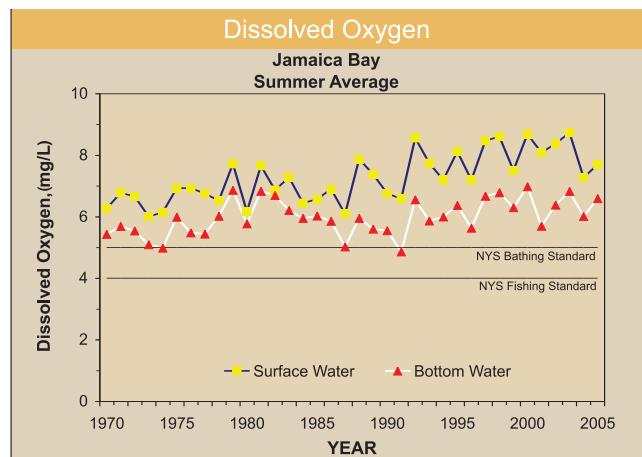 Dissolved Oxygen
Jamaica Bay
Summer Average
Dissolved Oxygen,(mg/L)
10
8
6
4
2
0
NYS Bathing Standard
NYS Fishing Standard
Surface Water
Bottom Water
1970
1975
1980
1985
1990
1995
2000
2005
YEAR